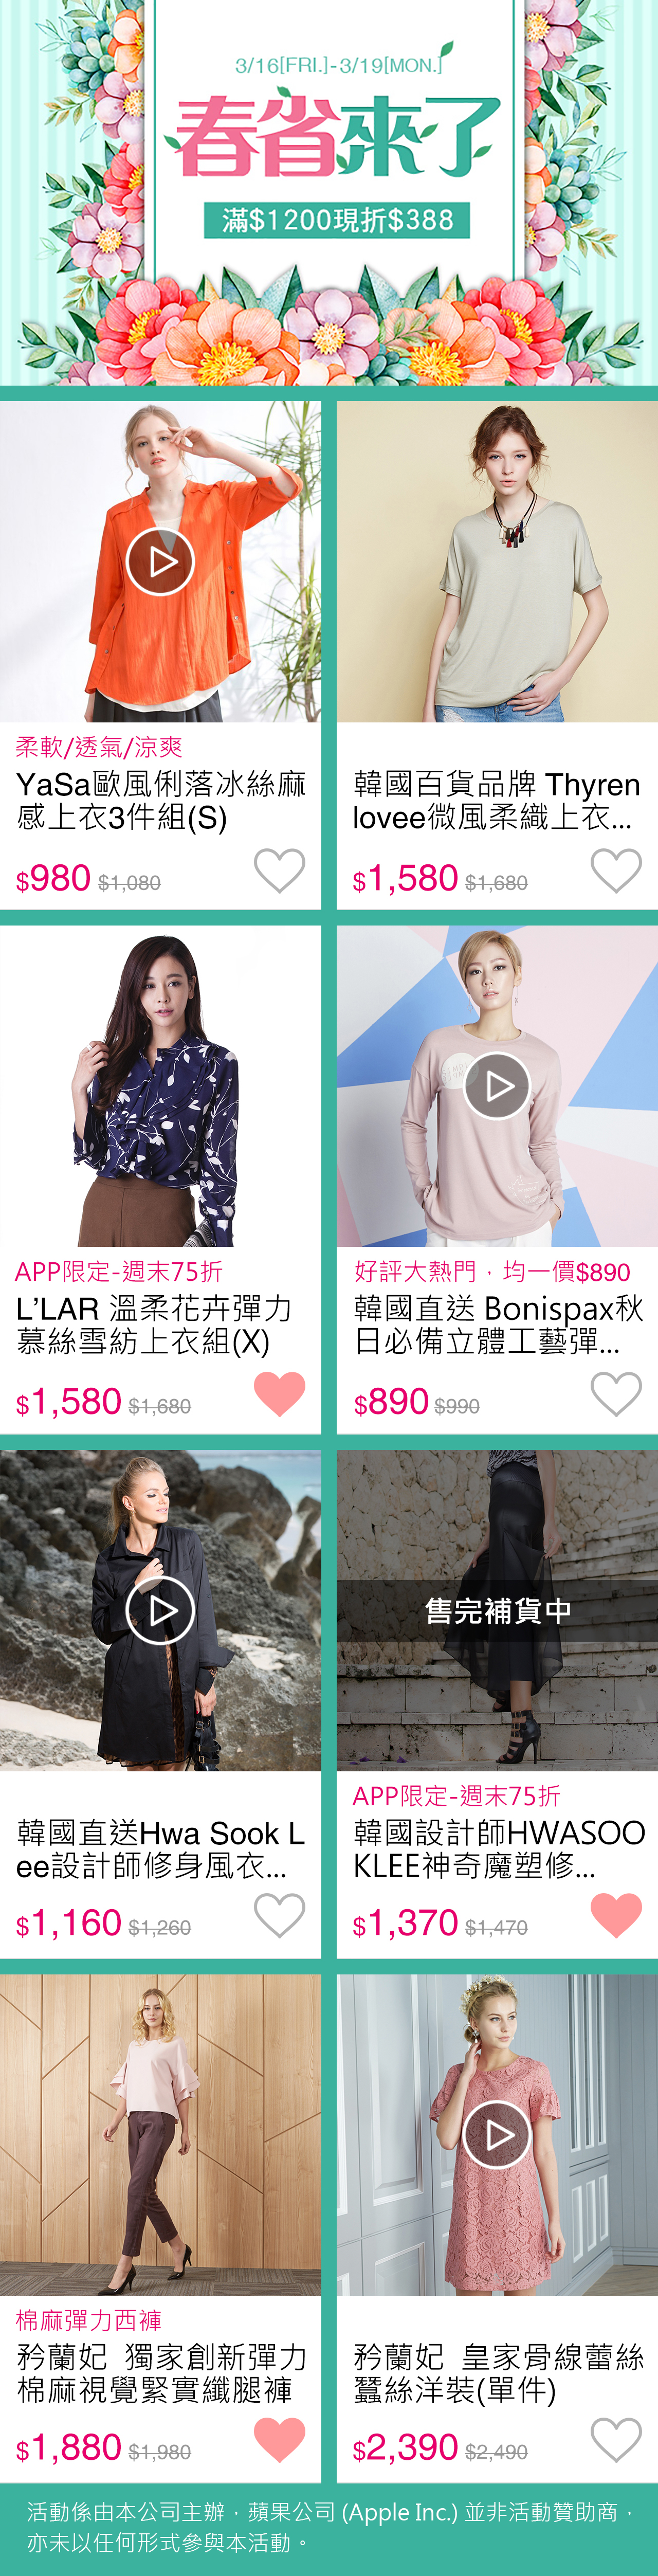 3/16[FRI.]-3/19[MON.]
春省來了
滿$1200現折$388
柔軟/透氣/涼爽
YaSa歐風俐落冰絲麻
感上衣3件組(S)
$980 $1,080
韓國百貨品牌 Thyren
lovee微風柔織上衣...
$1,580 $1,680
APP限定-週末75折
L’LAR 溫柔花卉彈力
慕絲雪紡上衣組(X)
$1,580 $1,680
好評大熱門，均一價$890
韓國直送 Bonispax秋
日必備立體工藝彈...
$890 $990
韓國直送Hwa Sook L
ee設計師修身風衣...
$1,160 $1,260
售完補貨中
APP限定-週末75折
韓國設計師HWASOO
KLEE神奇魔塑修...
$1,370 $1,470
棉麻彈力西褲
矜蘭妃 獨家創新彈力
棉麻視覺緊實纖腿褲
$1,880 $1,980
矜蘭妃 皇家骨線蕾絲
蠶絲洋裝(單件)
$2,390 $2,490
活動係由本公司主辦，蘋果公司 (Apple Inc.) 並非活動贊助商，
亦未以任何形式參與本活動。